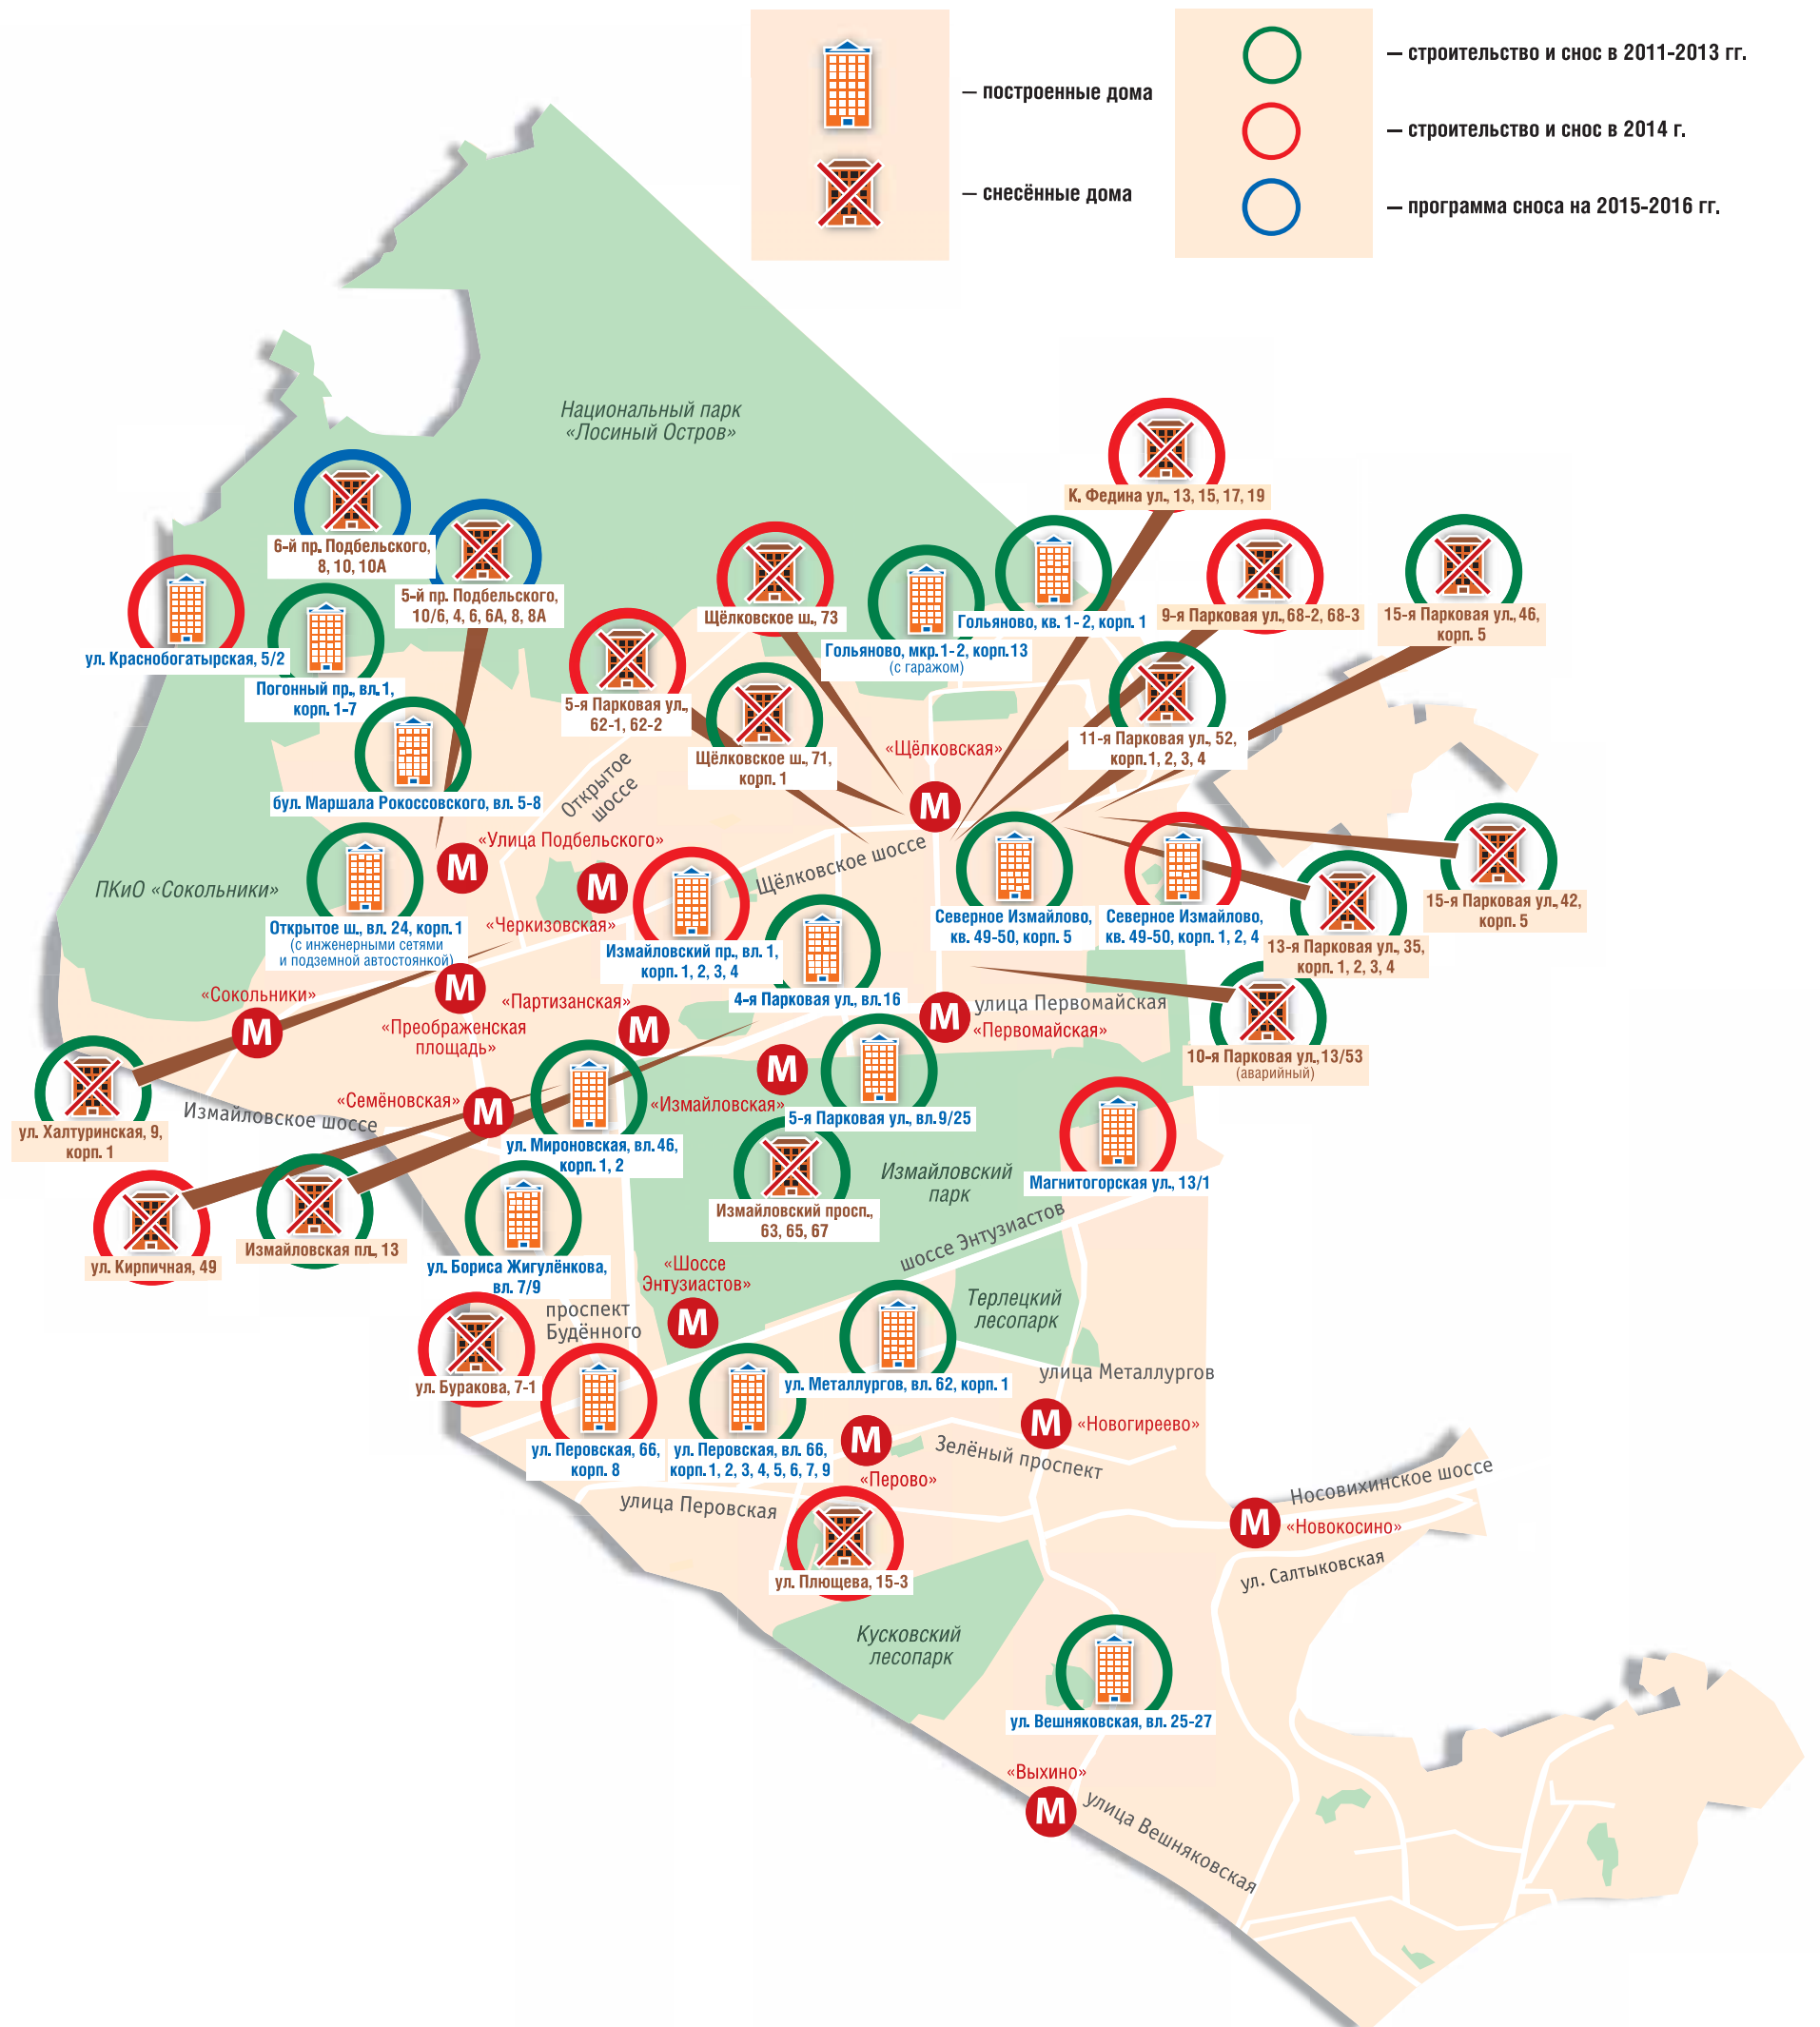 — построенные дома
— снесённые дома
— строительство и снос в 2011-2013 гг.
— строительство и снос в 2014 г.
— программа сноса на 2015-2016 гг.
Национальный парк
«Лосиный Остров»
К. Федина ул., 13, 15, 17, 19
6-й пр. Подбельского,
8, 10, 10А
5-й пр. Подбельского,
10/6, 4, 6, 6А, 8, 8А
Щёлковское ш., 73
Гольяново, кв. 1-2, корп. 1
9-я Парковая ул., 68-2, 68-3
15-я Парковая ул., 46,
корп. 5
ул. Краснобогатырская, 5/2
Гольяново, мкр. 1-2, корп. 13
(с гаражом)
Погонный пр., вл. 1,
корп. 1-7
5-я Парковая ул.,
62-1, 62-2
Щёлковское ш., 71,
корп. 1
«Щёлковская»
11-я Парковая ул., 52,
корп. 1, 2, 3, 4
бул. Маршала Рокоссовского, вл. 5-8
Открытое
шоссе
М
«Улица Подбельского»
М
Щёлковское шоссе
ПКиО «Сокольники»
М
«Черкизовская»
Открытое ш., вл. 24, корп. 1
(с инженерными сетями
и подземной автостоянкой)
Измайловский пр., вл. 1,
корп. 1, 2, 3, 4
Северное Измайлово,
кв. 49-50, корп. 5
Северное Измайлово,
кв. 49-50, корп. 1, 2, 4
15-я Парковая ул., 42,
корп. 5
13-я Парковая ул., 35,
корп. 1, 2, 3, 4
«Сокольники»
М
М
«Преображенская
площадь»
«Партизанская»
М
4-я Парковая ул., вл. 16
М
улица Первомайская
«Первомайская»
10-я Парковая ул., 13/53
(аварийный)
ул. Халтуринская, 9,
корп. 1
Измайловское шоссе
«Семёновская»
М
М
«Измайловская»
5-я Парковая ул., вл. 9/25
ул. Мироновская, вл. 46,
корп. 1, 2
Измайловский
парк
Магнитогорская ул., 13/1
Измайловский просп.,
63, 65, 67
шоссе Энтузиастов
Измайловская пл., 13
ул. Кирпичная, 49
ул. Бориса Жигулёнкова,
вл. 7/9
«Шоссе
Энтузиастов»
М
проспект
Будённого
Терлецкий
лесопарк
ул. Буракова, 7-1
ул. Металлургов, вл. 62, корп. 1
улица Металлургов
М
«Новогиреево»
ул. Перовская, 66,
корп. 8
ул. Перовская, вл. 66,
корп. 1, 2, 3, 4, 5, 6, 7, 9
М
«Перово»
Зелёный проспект
улица Перовская
Носовихинское шоссе
М
«Новокосино»
ул. Салтыковская
ул. Плющева, 15-3
Кусковский
лесопарк
ул. Вешняковская, вл. 25-27
«Выхино»
М
улица Вешняковская